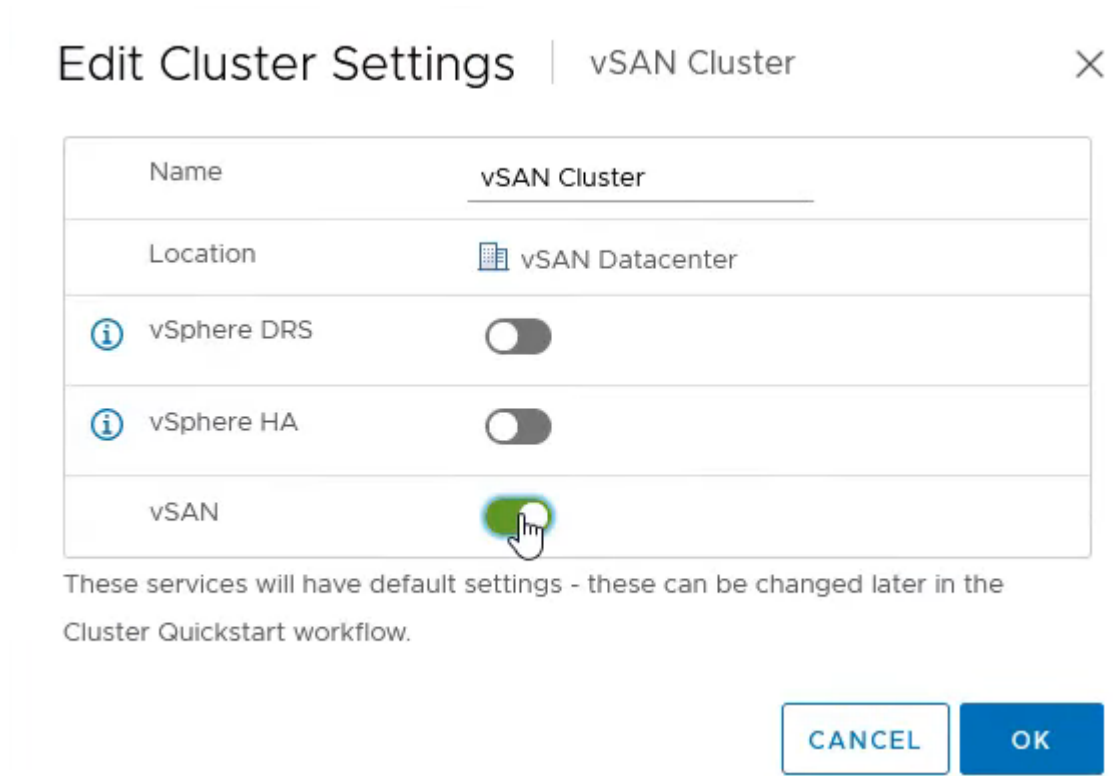 Edit Cluster Settings vSAN Cluster
Name vSAN Cluster
Location vSAN Datacenter
vSphere DRS
vSphere HA
vSAN
These services will have default settings - these can be changed later in the
Cluster Quickstart workflow.
CANCEL OK